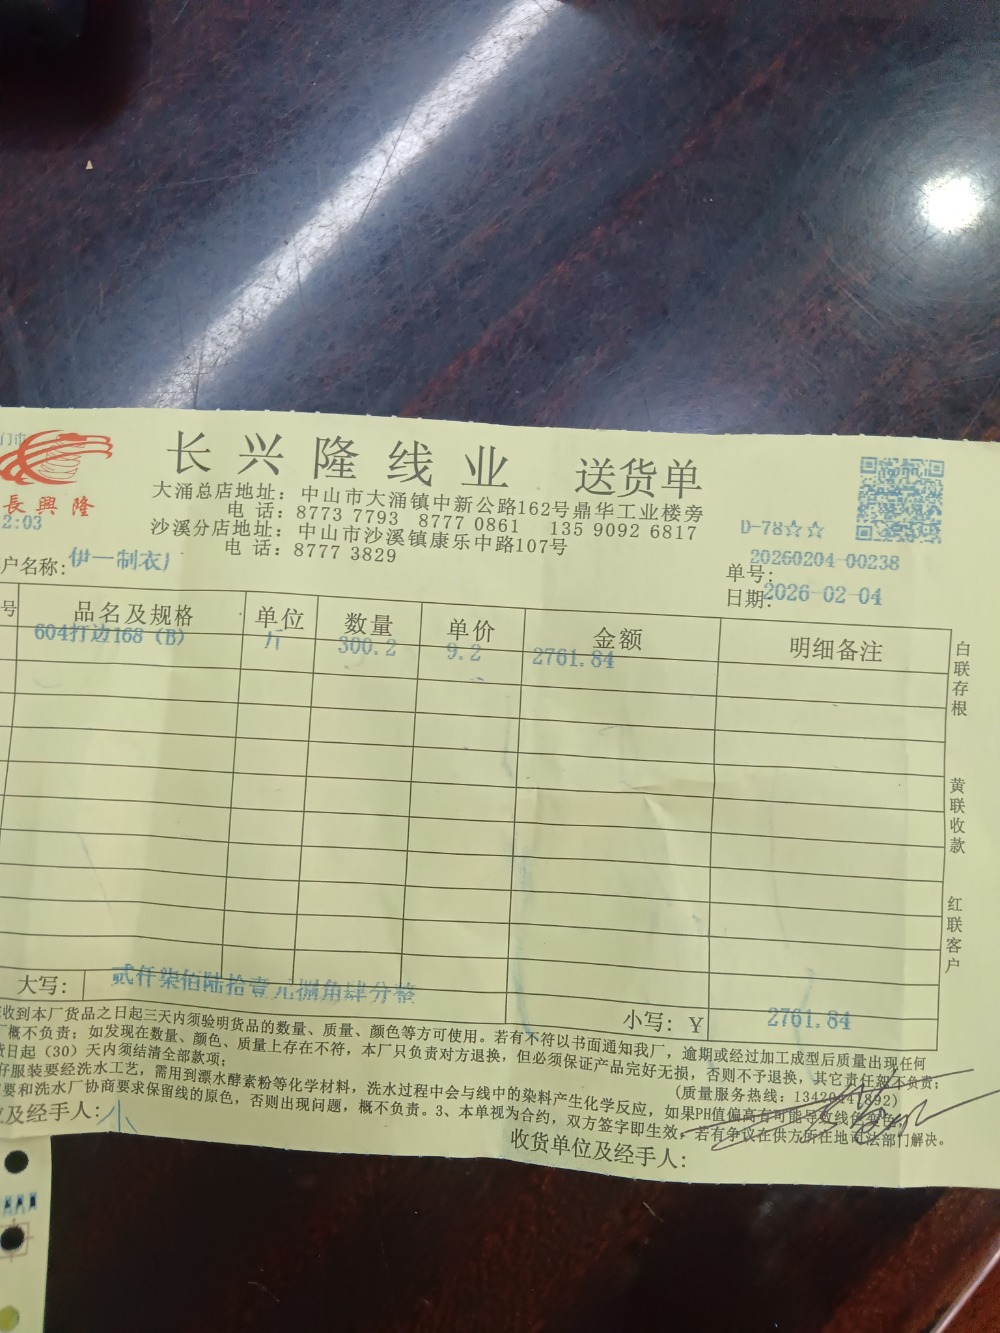 门市
長興隆
2:03
长兴隆线业 送货单
大涌总店地址：中山市大涌镇中新公路162号鼎华工业楼旁
电 话：8773 7793 8777 0861 135 9092 6817
沙溪分店地址：中山市沙溪镇康乐中路107号
电 话：8777 3829
D-78☆☆
户名称：伊一制衣厂
单号：20260204-00238
日期：2026-02-04
号 品名及规格 单位 数量 单价 金额 明细备注
604打边168（B） 斤 300.2 9.2 2761.84
白联存根
黄联收款
红联客户
大写：贰仟柒佰陆拾壹元捌角肆分整
小写：￥ 2761.84
收到本厂货品之日起三天内须验明货品的数量、质量、颜色等方可使用。若有不符以书面通知我厂，逾期或经过加工成型后质量出现任何
概不负责；如发现在数量、颜色、质量上存在不符，本厂只负责对方退换，但必须保证产品完好无损，否则不予退换，其它责任概不负责；
日起（30）天内须结清全部款项；
服装要经洗水工艺，需用到漂水酵素粉等化学材料，洗水过程中会与线中的染料产生化学反应，如果PH值偏高有可能导致线色变色，
（质量服务热线：
要和洗水厂协商要求保留线的原色，否则出现问题，概不负责。3、本单视为合约，双方签字即生效，若有争议在供方所在地司法部门解决。
及经手人：小
收货单位及经手人：